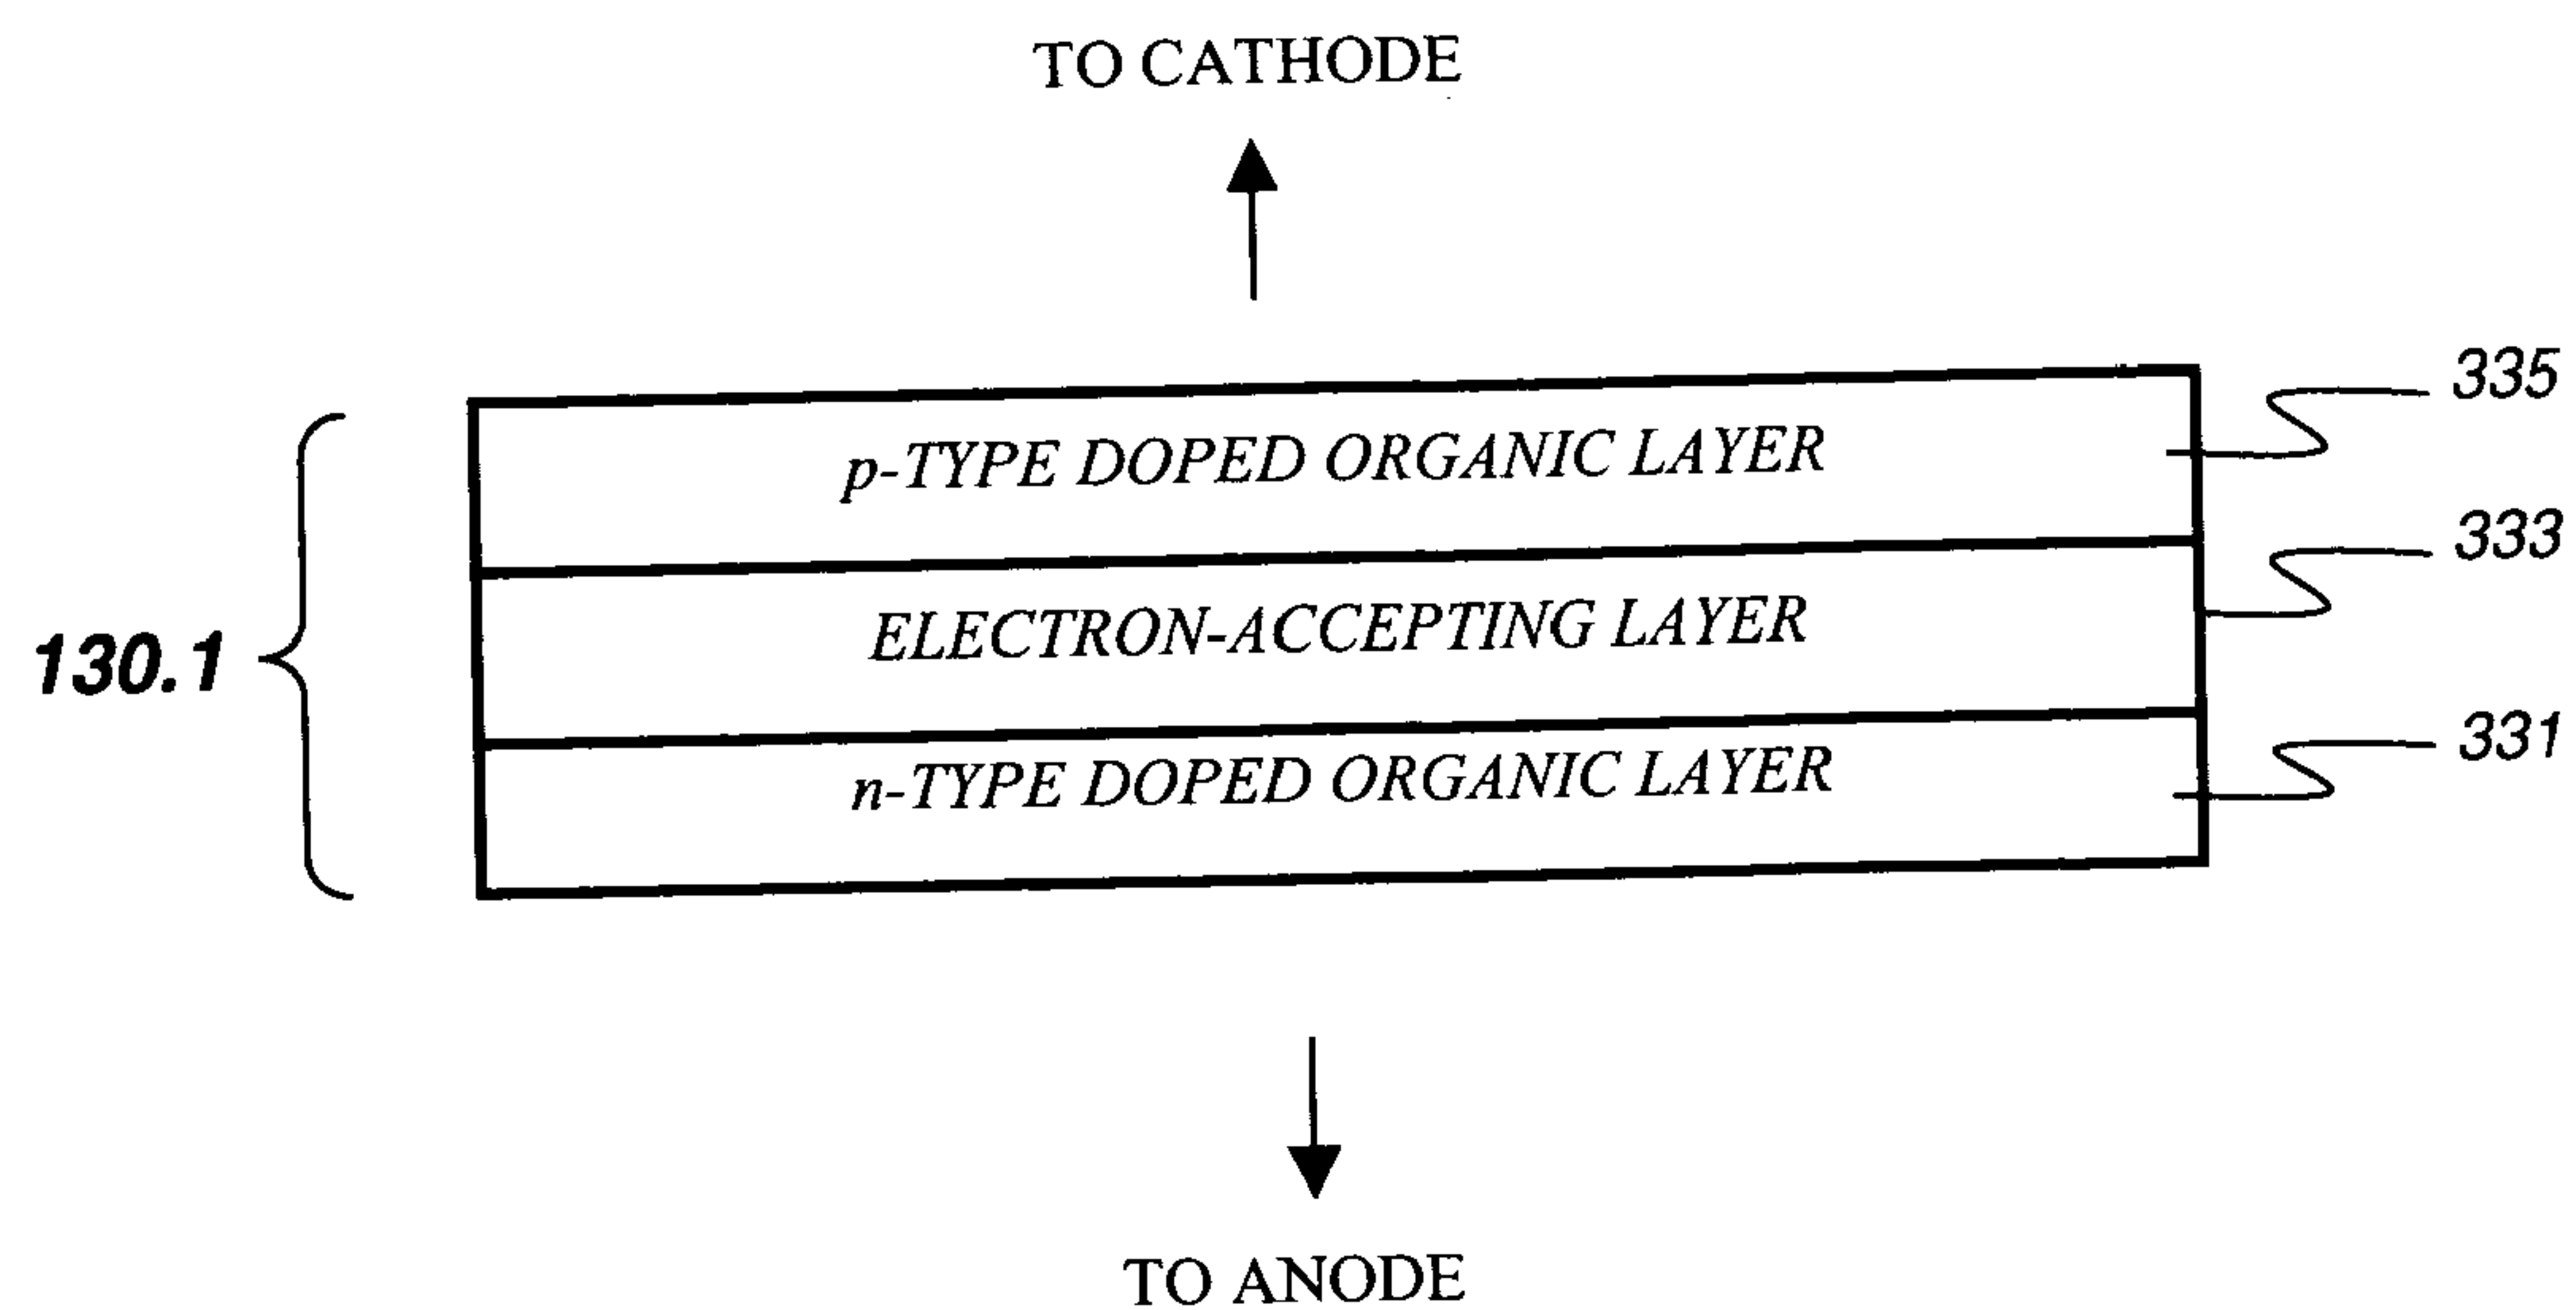 TO CATHODE
335
p-TYPE DOPED ORGANIC LAYER
333
ELECTRON-ACCEPTING LAYER
130.1
331
n-TYPE DOPED ORGANIC LAYER
TO ANODE